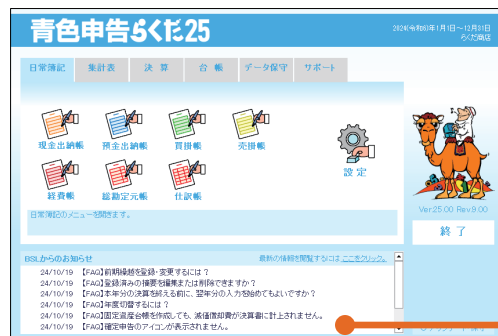 青色申告らくだ25
2024(令和6)年1月1日～12月31日
らくだ商店
日常簿記 集計表 決算 台帳 データ保守 サポート
現金出納帳 預金出納帳 買掛帳 売掛帳
設定
経費帳 総勘定元帳 仕訳帳
日常簿記のメニューを開きます。
Ver.25.00 Rev.9.00
終了
BSLからのお知らせ 最新の情報を閲覧するには ここをクリック。
24/10/19 【FAQ】前期繰越を登録・変更するには？
24/10/19 【FAQ】登録済みの摘要を編集または削除できますか？
24/10/19 【FAQ】本年分の決算を終える前に、翌年分の入力を始めてもよいですか？
24/10/19 【FAQ】年度切替するには？
24/10/19 【FAQ】固定資産台帳を作成しても、減価償却費が決算書に計上されません。
24/10/19 【FAQ】確定申告のアイコンが表示されません。